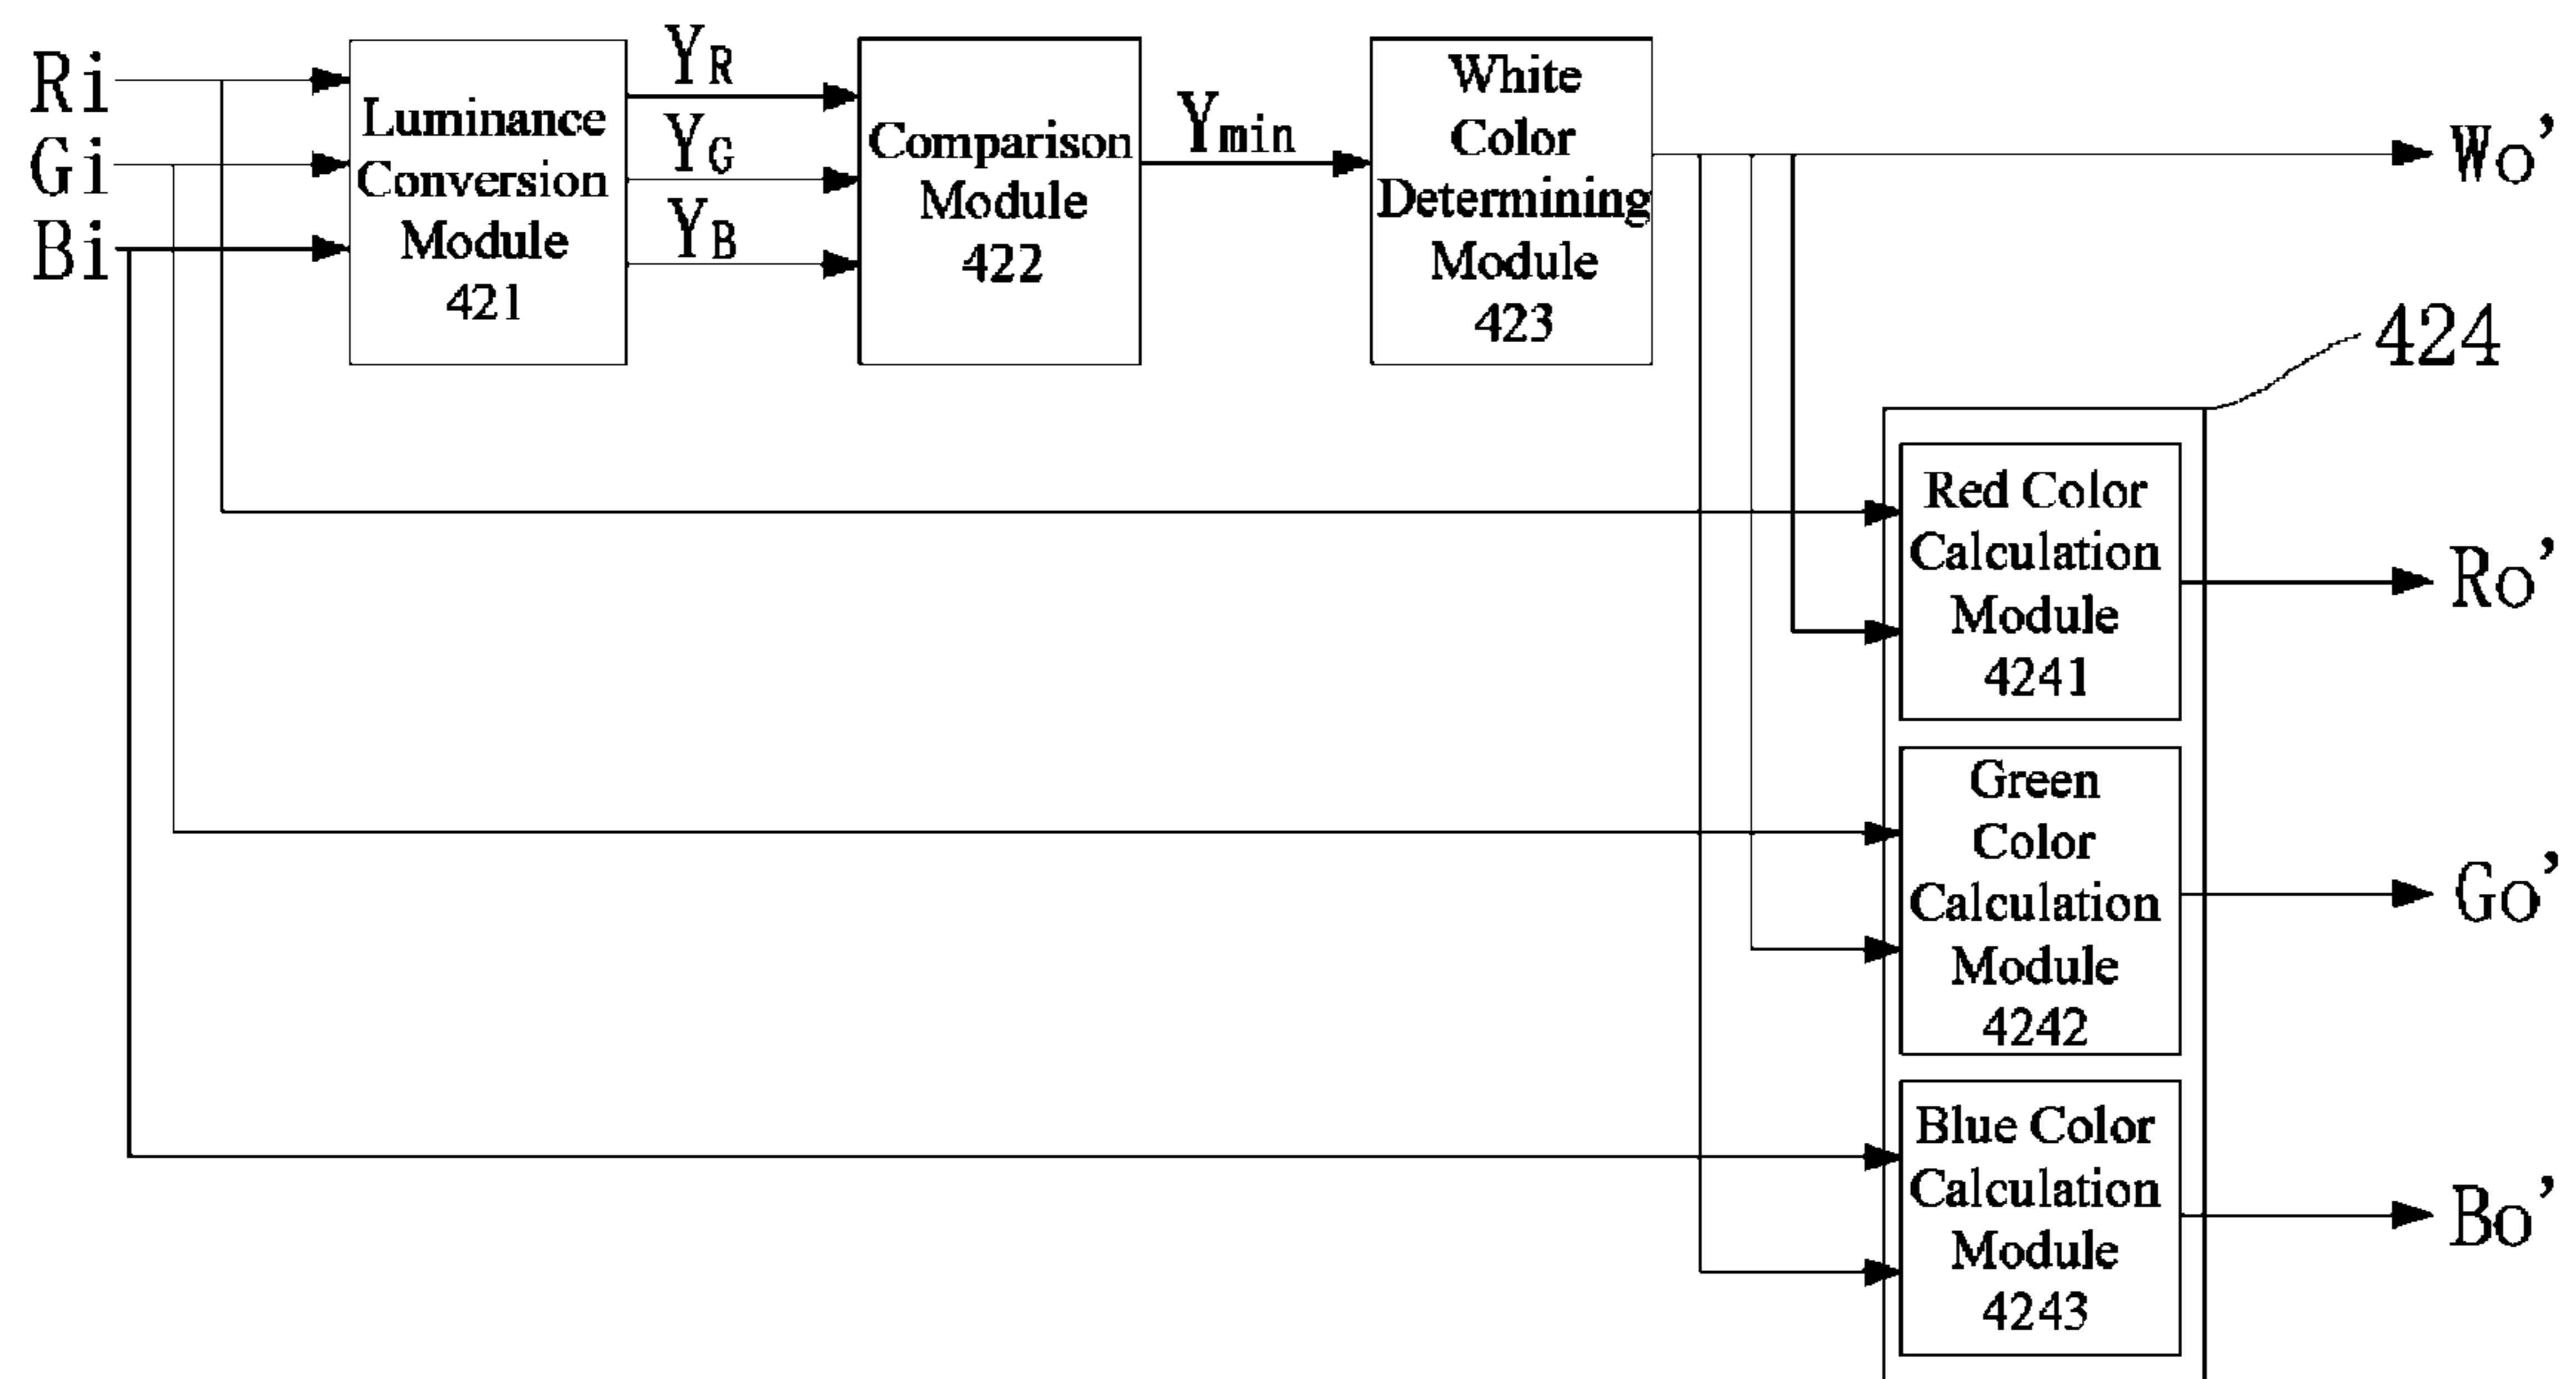 Ri
Gi
Bi
Luminance
Conversion
Module
421
YR
YG
YB
Comparison
Module
422
Ymin
White
Color
Determining
Module
423
Wo’
424
Red Color
Calculation
Module
4241
Ro’
Green
Color
Calculation
Module
4242
Go’
Blue Color
Calculation
Module
4243
Bo’